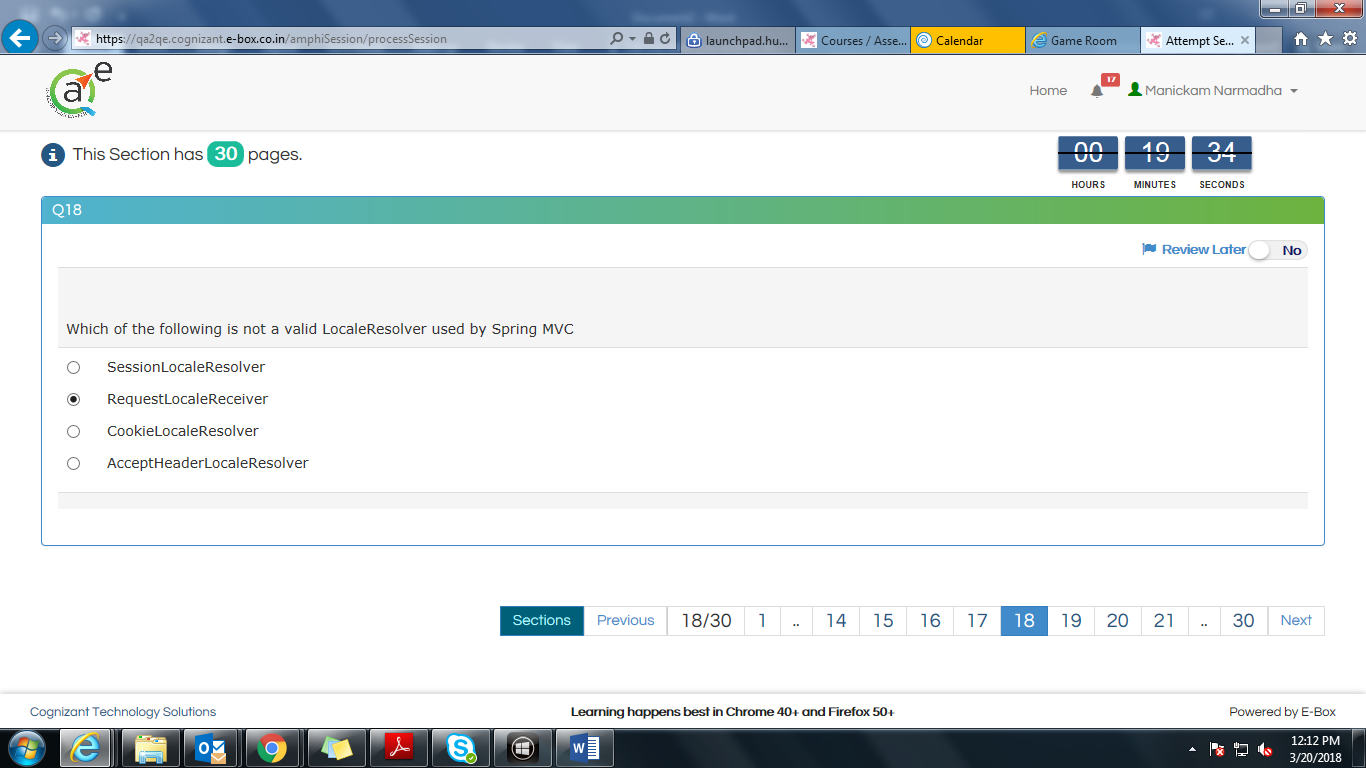 https://qa2qe.cognizant.e-box.co.in/amphiSession/processSession
launchpad.hu...
Courses / Asse...
Calendar
Game Room
Attempt Se...
a e
Home
17
Manickam Narmadha
This Section has 30 pages.
00 19 34
HOURS MINUTES SECONDS
Q18
Review Later No
Which of the following is not a valid LocaleResolver used by Spring MVC
SessionLocaleResolver
RequestLocaleReceiver
CookieLocaleResolver
AcceptHeaderLocaleResolver
Sections Previous 18/30 1 .. 14 15 16 17 18 19 20 21 .. 30 Next
Cognizant Technology Solutions
Learning happens best in Chrome 40+ and Firefox 50+
Powered by E-Box
12:12 PM
3/20/2018